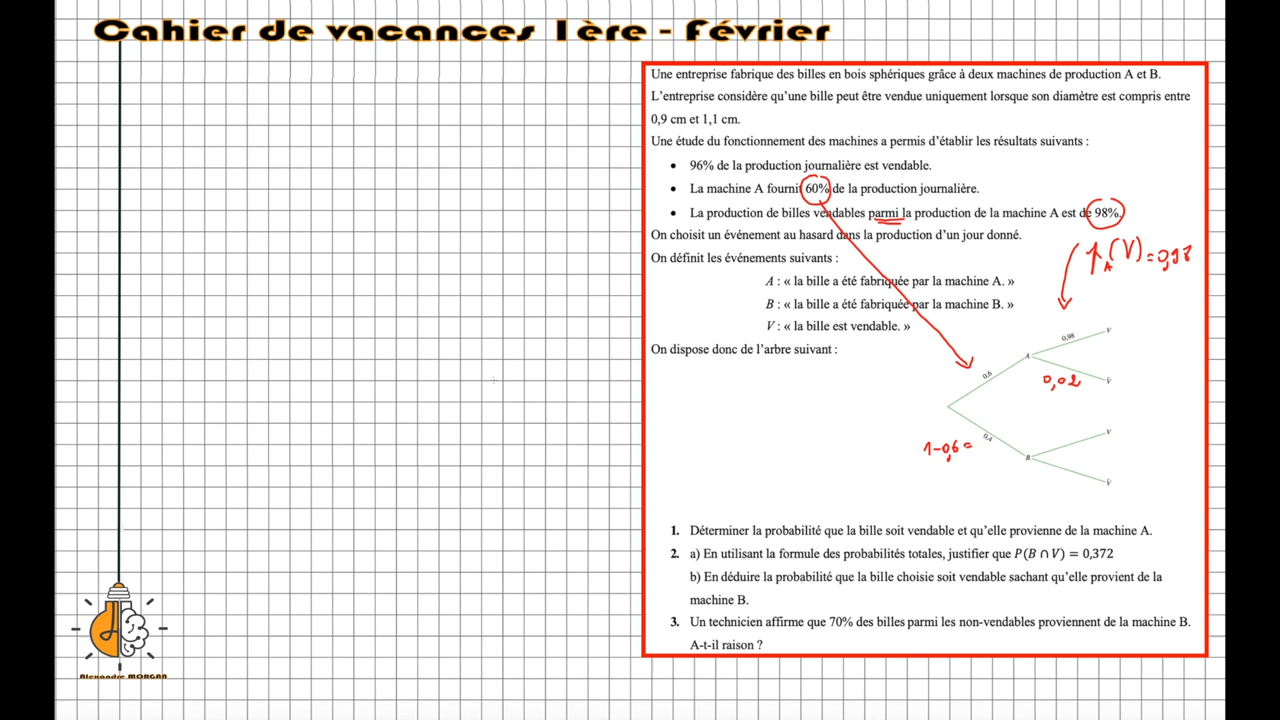 Cahier de vacances 1ère - Février
Une entreprise fabrique des billes en bois sphériques grâce à deux machines de production A et B.
L'entreprise considère qu'une bille peut être vendue uniquement lorsque son diamètre est compris entre
0,9 cm et 1,1 cm.
Une étude du fonctionnement des machines a permis d'établir les résultats suivants :
• 96% de la production journalière est vendable.
• La machine A fournit 60% de la production journalière.
• La production de billes vendables parmi la production de la machine A est de 98%.
On choisit un événement au hasard dans la production d'un jour donné.
P_A(V)=0,98
On définit les événements suivants :
A : « la bille a été fabriquée par la machine A. »
B : « la bille a été fabriquée par la machine B. »
V : « la bille est vendable. »
On dispose donc de l'arbre suivant :
0,98 V
A
0,6
0,02 V̄
0,4
V
1-0,6=
B
V̄
1. Déterminer la probabilité que la bille soit vendable et qu'elle provienne de la machine A.
2. a) En utilisant la formule des probabilités totales, justifier que P(B ∩ V) = 0,372
b) En déduire la probabilité que la bille choisie soit vendable sachant qu'elle provient de la
machine B.
3. Un technicien affirme que 70% des billes parmi les non-vendables proviennent de la machine B.
A-t-il raison ?
Alexandre MORGAN